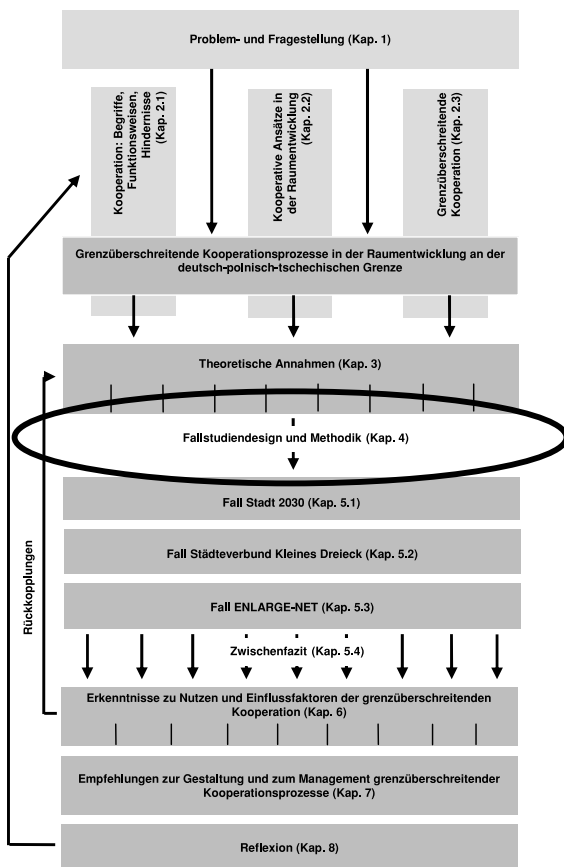 Problem- und Fragestellung (Kap. 1)
Kooperation: Begriffe,
Funktionsweisen,
Hindernisse
(Kap. 2.1)
Kooperative Ansätze in
der Raumentwicklung
(Kap. 2.2)
Grenzüberschreitende
Kooperation (Kap. 2.3)
Grenzüberschreitende Kooperationsprozesse in der Raumentwicklung an der
deutsch-polnisch-tschechischen Grenze
Theoretische Annahmen (Kap. 3)
Fallstudiendesign und Methodik (Kap. 4)
Fall Stadt 2030 (Kap. 5.1)
Fall Städteverbund Kleines Dreieck (Kap. 5.2)
Fall ENLARGE-NET (Kap. 5.3)
Rückkopplungen
Zwischenfazit (Kap. 5.4)
Erkenntnisse zu Nutzen und Einflussfaktoren der grenzüberschreitenden
Kooperation (Kap. 6)
Empfehlungen zur Gestaltung und zum Management grenzüberschreitender
Kooperationsprozesse (Kap. 7)
Reflexion (Kap. 8)